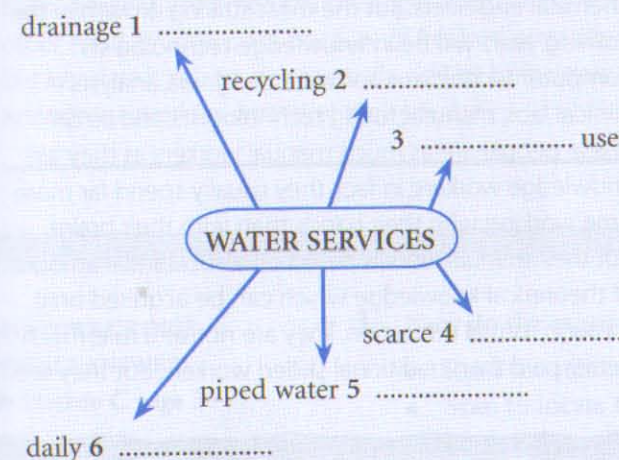 drainage 1 ....................
recycling 2 ......................
3 ................ use
WATER SERVICES
scarce 4 ......................
piped water 5 ......................
daily 6 ......................